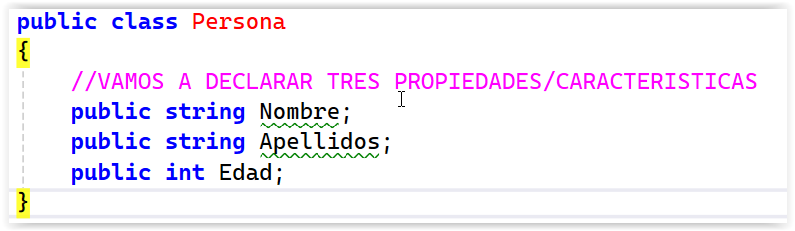 public class Persona
{
//VAMOS A DECLARAR TRES PROPIEDADES/CARACTERISTICAS
public string Nombre;
public string Apellidos;
public int Edad;
}